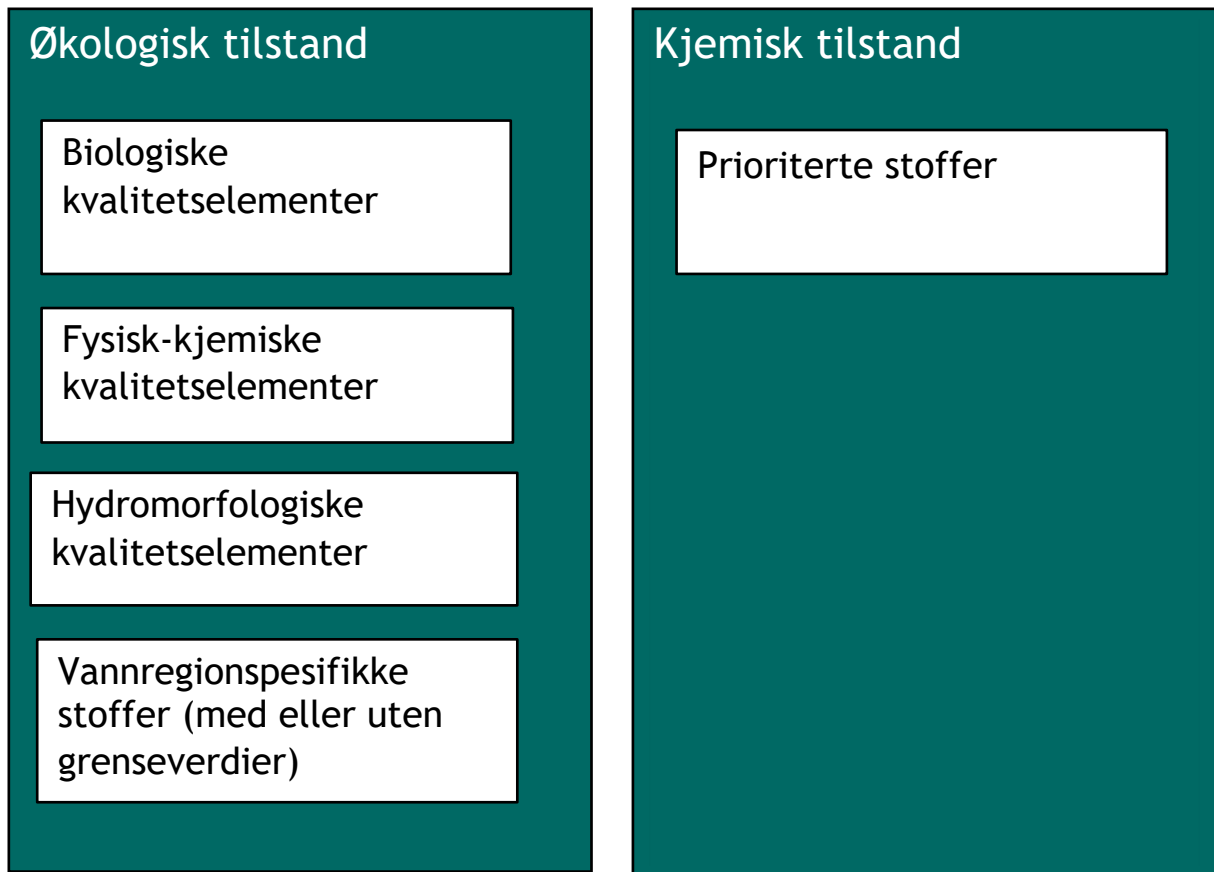 Økologisk tilstand
Biologiske
kvalitetselementer
Fysisk-kjemiske
kvalitetselementer
Hydromorfologiske
kvalitetselementer
Vannregionspesifikke
stoffer (med eller uten
grenseverdier)
Kjemisk tilstand
Prioriterte stoffer